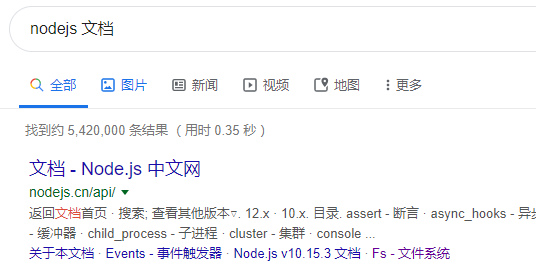 nodejs 文档
全部 图片 新闻 视频 地图 更多
找到约 5,420,000 条结果 （用时 0.35 秒）
文档 - Node.js 中文网
nodejs.cn/api/
返回文档首页 · 搜索; 查看其他版本▿. 12.x · 10.x. 目录. assert - 断言 · async_hooks - 异步
- 缓冲器 · child_process - 子进程 · cluster - 集群 · console ...
关于本文档 · Events - 事件触发器 · Node.js v10.15.3 文档 · Fs - 文件系统